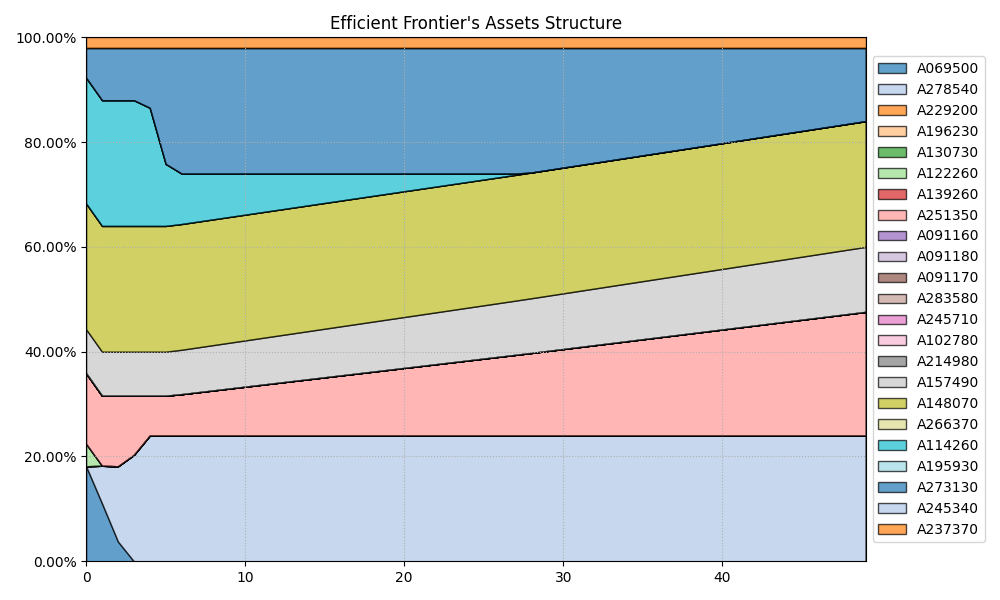 Efficient Frontier's Assets Structure
100.00%
80.00%
60.00%
40.00%
20.00%
0.00%
0
10
20
30
40
A069500
A278540
A229200
A196230
A130730
A122260
A139260
A251350
A091160
A091180
A091170
A283580
A245710
A102780
A214980
A157490
A148070
A266370
A114260
A195930
A273130
A245340
A237370